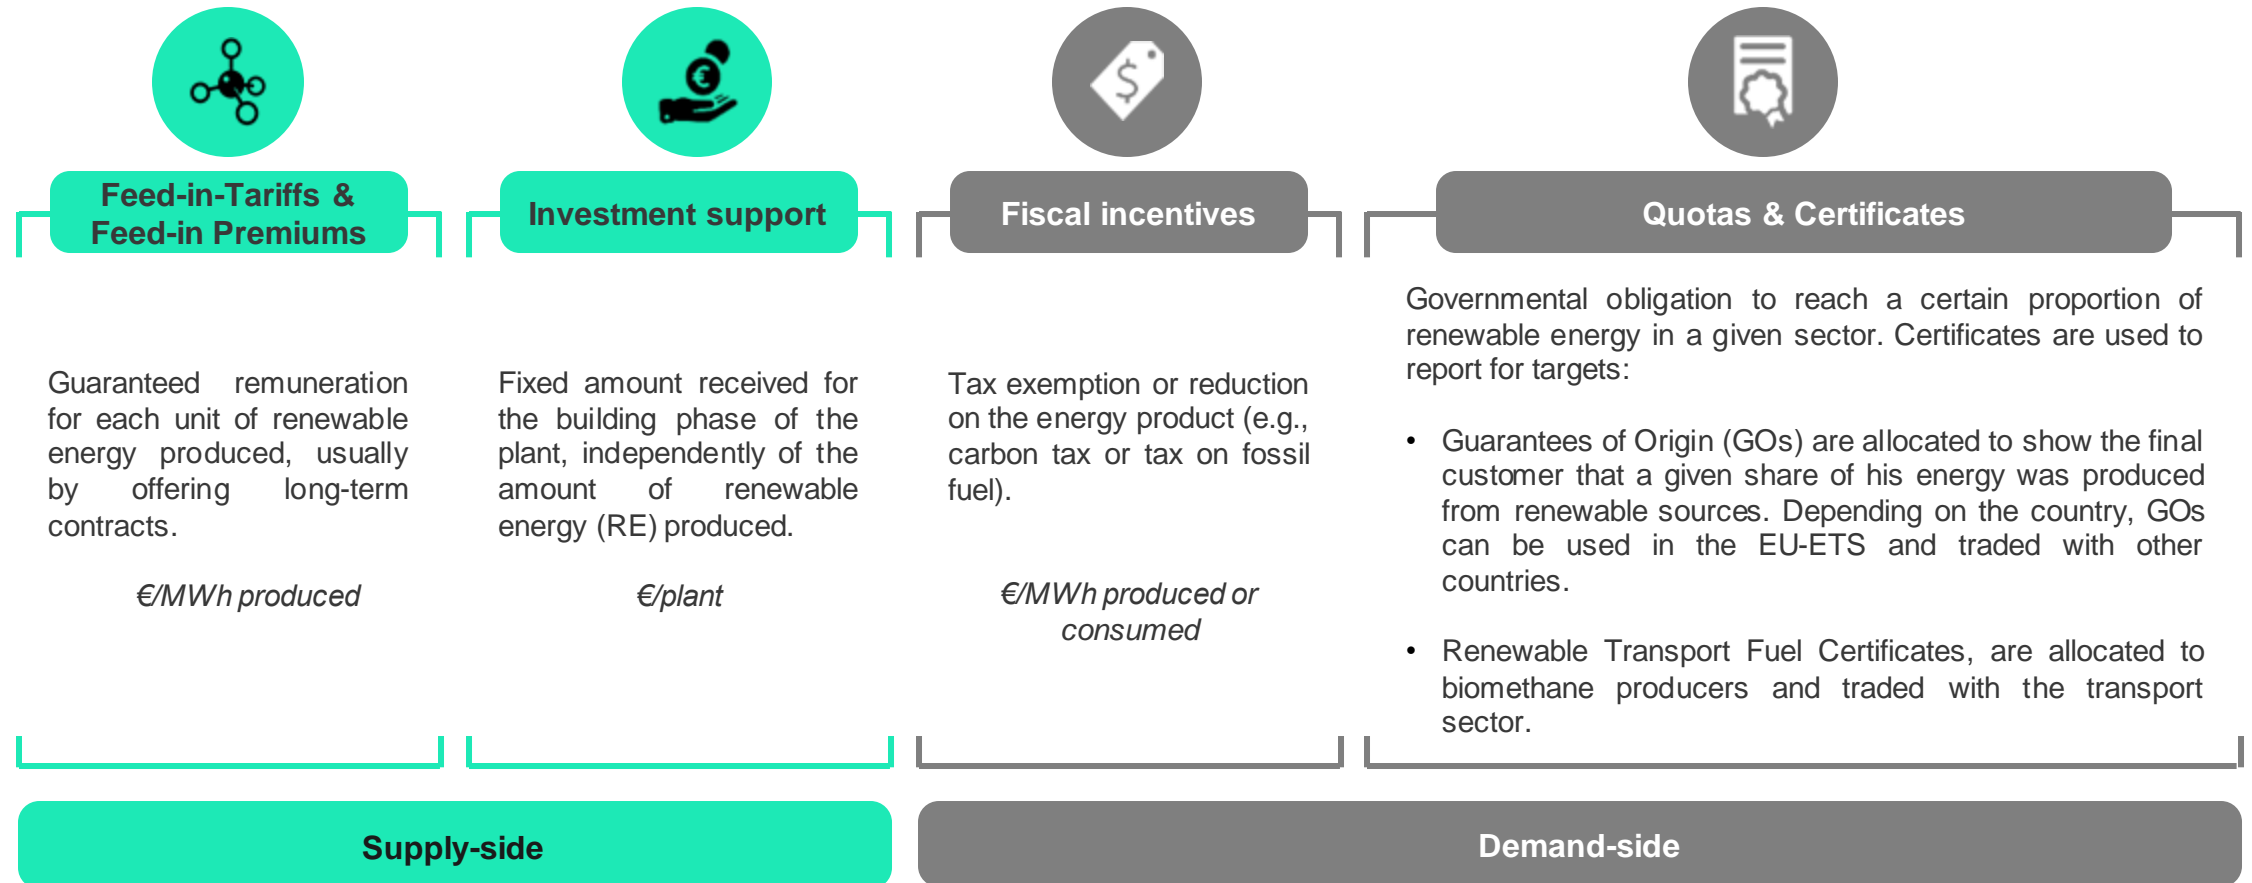 Feed-in-Tariffs &
Feed-in Premiums
Guaranteed remuneration
for each unit of renewable
energy produced, usually
by offering long-term
contracts.
€/MWh produced
Investment support
Fixed amount received for
the building phase of the
plant, independently of the
amount of renewable
energy (RE) produced.
€/plant
Fiscal incentives
Tax exemption or reduction
on the energy product (e.g.,
carbon tax or tax on fossil
fuel).
€/MWh produced or
consumed
Quotas & Certificates
Governmental obligation to reach a certain proportion of
renewable energy in a given sector. Certificates are used to
report for targets:
• Guarantees of Origin (GOs) are allocated to show the final
customer that a given share of his energy was produced
from renewable sources. Depending on the country, GOs
can be used in the EU-ETS and traded with other
countries.
• Renewable Transport Fuel Certificates, are allocated to
biomethane producers and traded with the transport
sector.
Supply-side
Demand-side